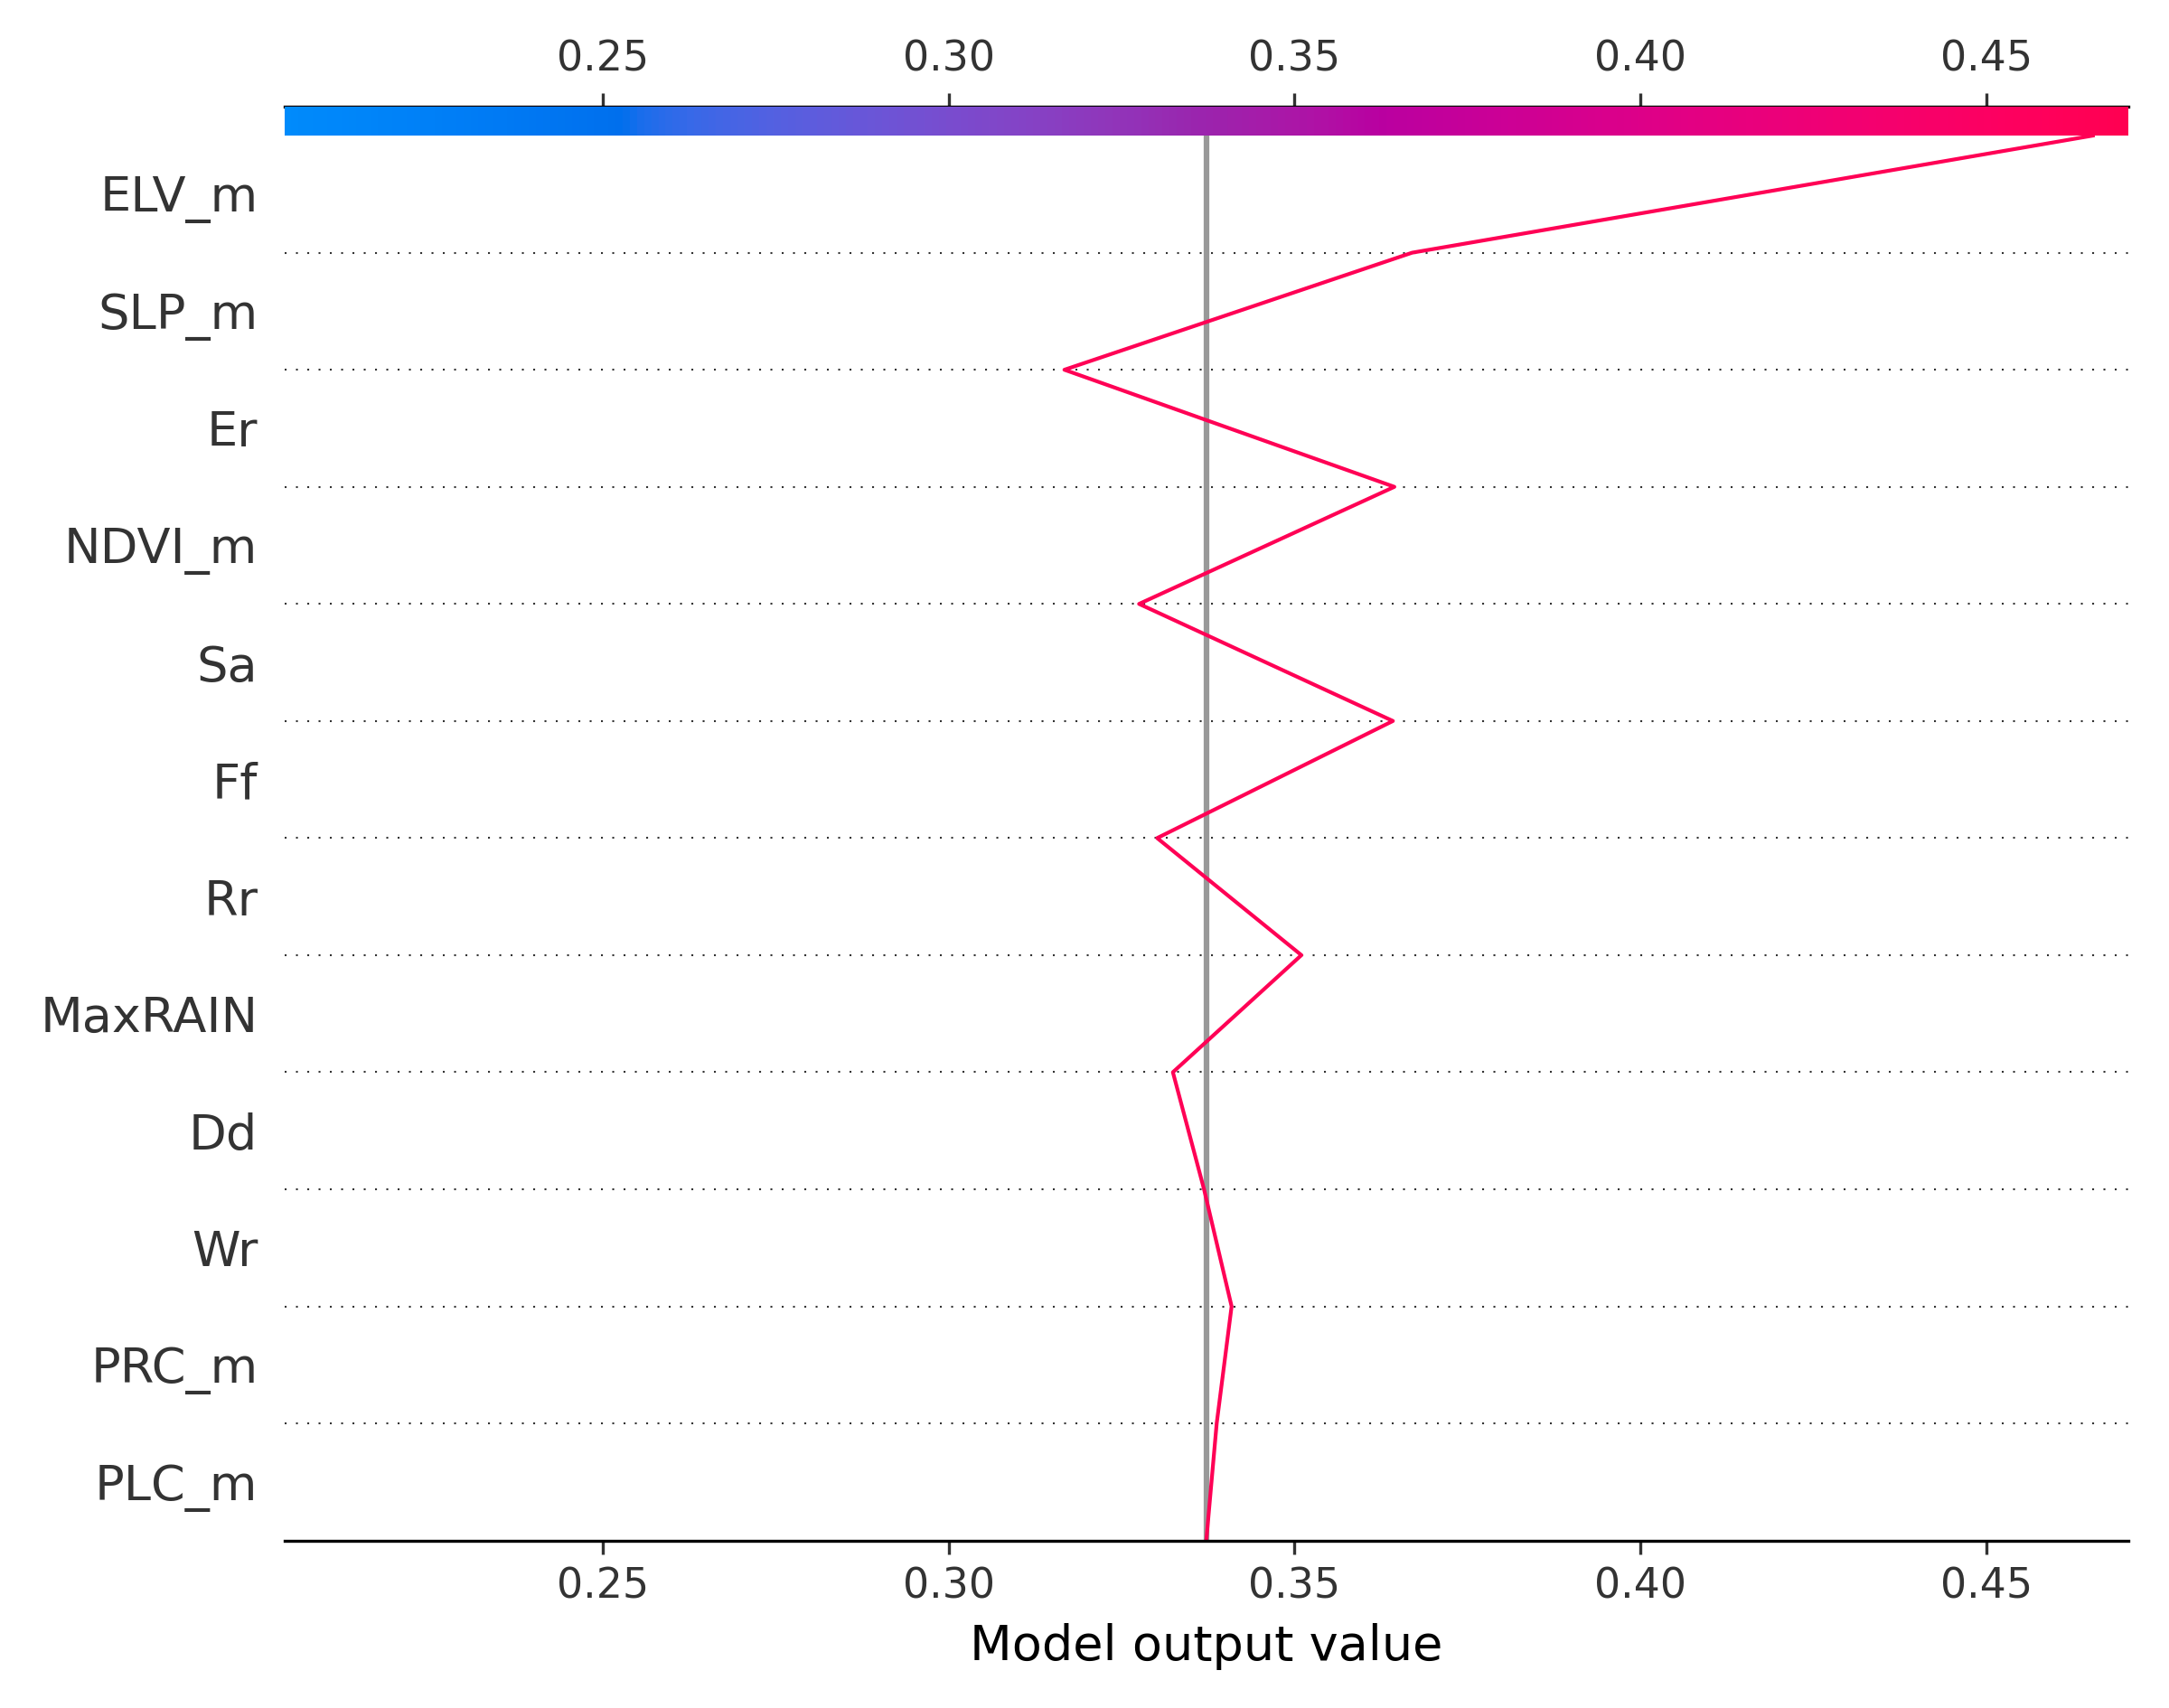 0.25 0.30 0.35 0.40 0.45
ELV_m
SLP_m
Er
NDVI_m
Sa
Ff
Rr
MaxRAIN
Dd
Wr
PRC_m
PLC_m
0.25 0.30 0.35 0.40 0.45
Model output value